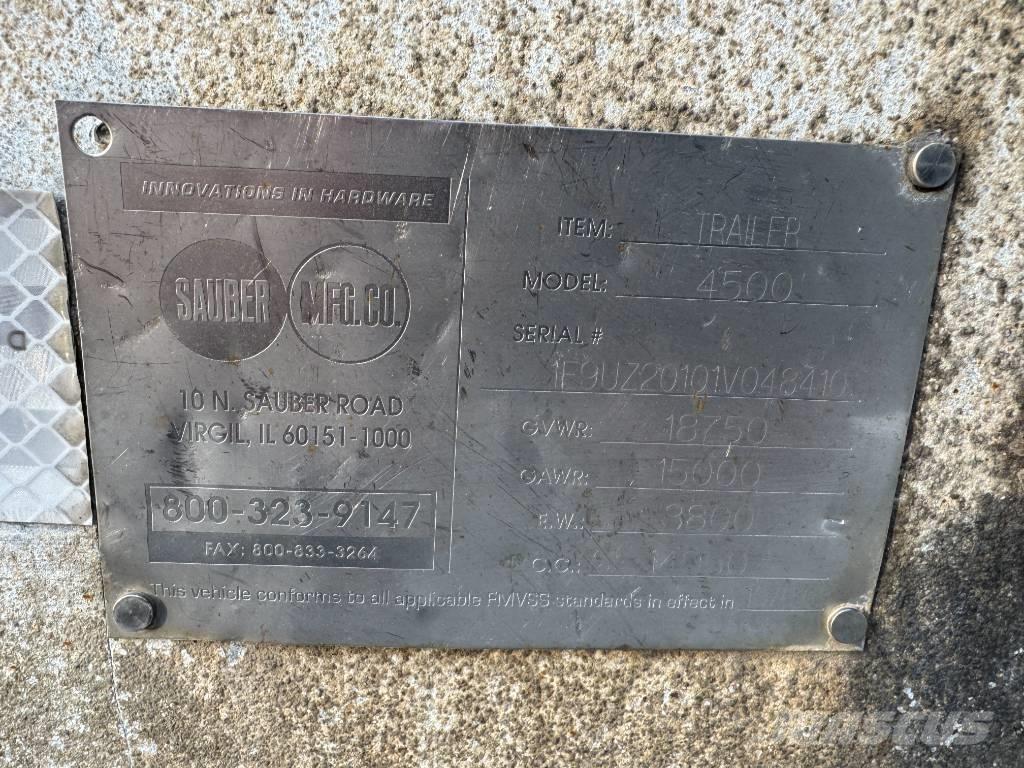 INNOVATIONS IN HARDWARE
SAUBER MFG. CO.
10 N. SAUBER ROAD
VIRGIL, IL 60151-1000
800-323-9147
FAX: 800-833-3264
ITEM: TRAILER
MODEL: 4500
SERIAL #
1F9UZ20101V048410
GVWR: 18750
GAWR: 15000
E.W.: 3800
C.C.:
This vehicle conforms to all applicable FMVSS standards in effect in